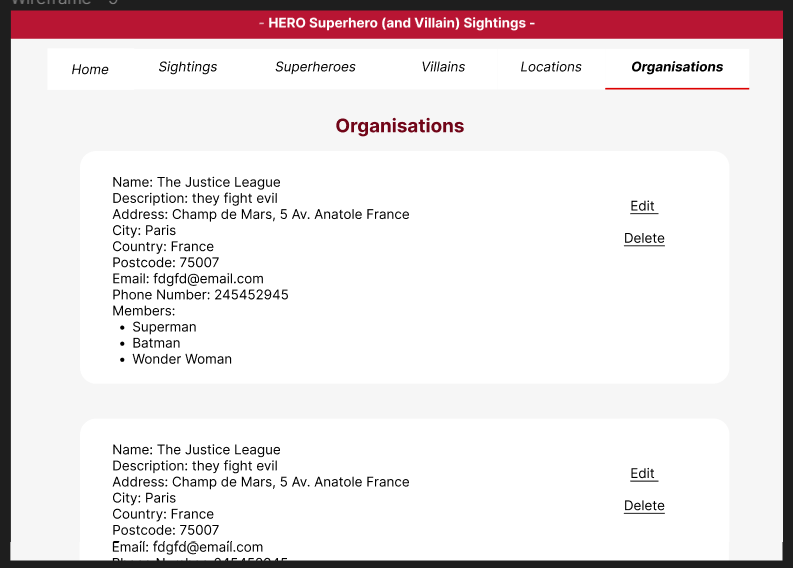 Wireframe - 9
- HERO Superhero (and Villain) Sightings -
Home Sightings Superheroes Villains Locations Organisations
Organisations
Name: The Justice League
Description: they fight evil
Address: Champ de Mars, 5 Av. Anatole France
City: Paris
Country: France
Postcode: 75007
Email: fdgfd@email.com
Phone Number: 245452945
Members:
• Superman
• Batman
• Wonder Woman
Edit
Delete
Name: The Justice League
Description: they fight evil
Address: Champ de Mars, 5 Av. Anatole France
City: Paris
Country: France
Postcode: 75007
Email: fdgfd@email.com
Phone Number: 245452945
Edit
Delete